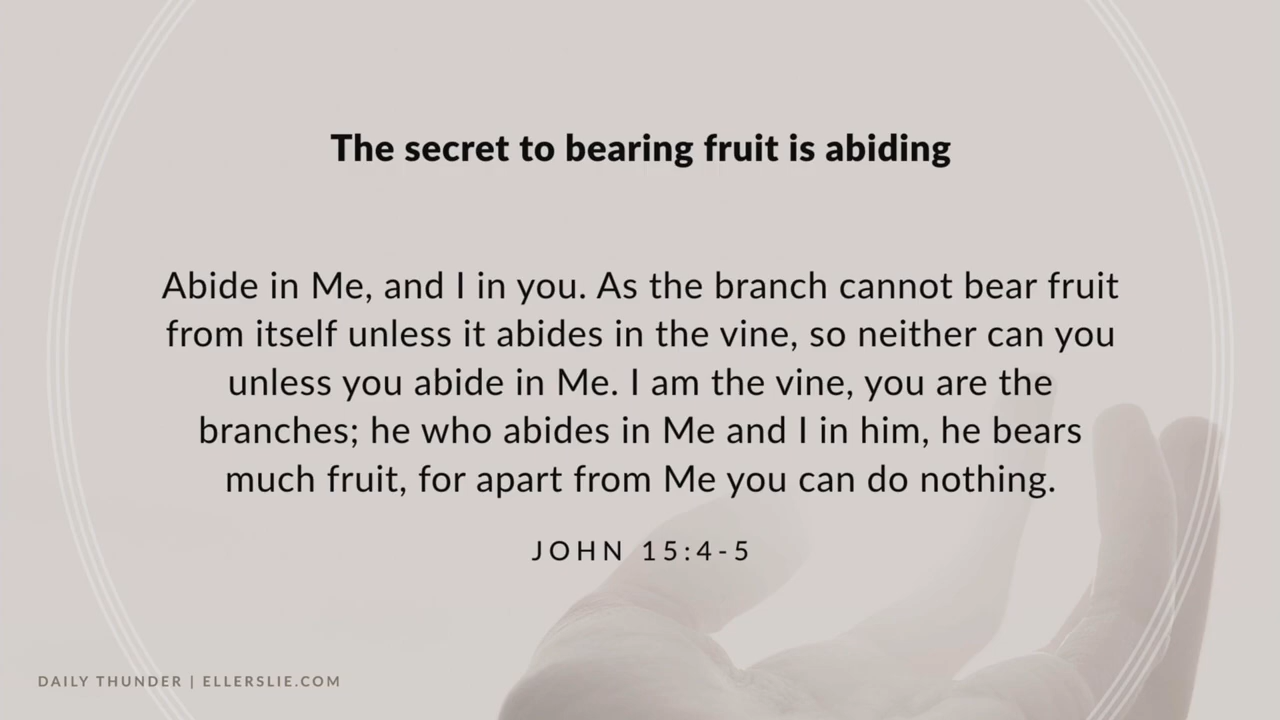 The secret to bearing fruit is abiding
Abide in Me, and I in you. As the branch cannot bear fruit
from itself unless it abides in the vine, so neither can you
unless you abide in Me. I am the vine, you are the
branches; he who abides in Me and I in him, he bears
much fruit, for apart from Me you can do nothing.
JOHN 15:4-5
DAILY THUNDER | ELLERSLIE.COM